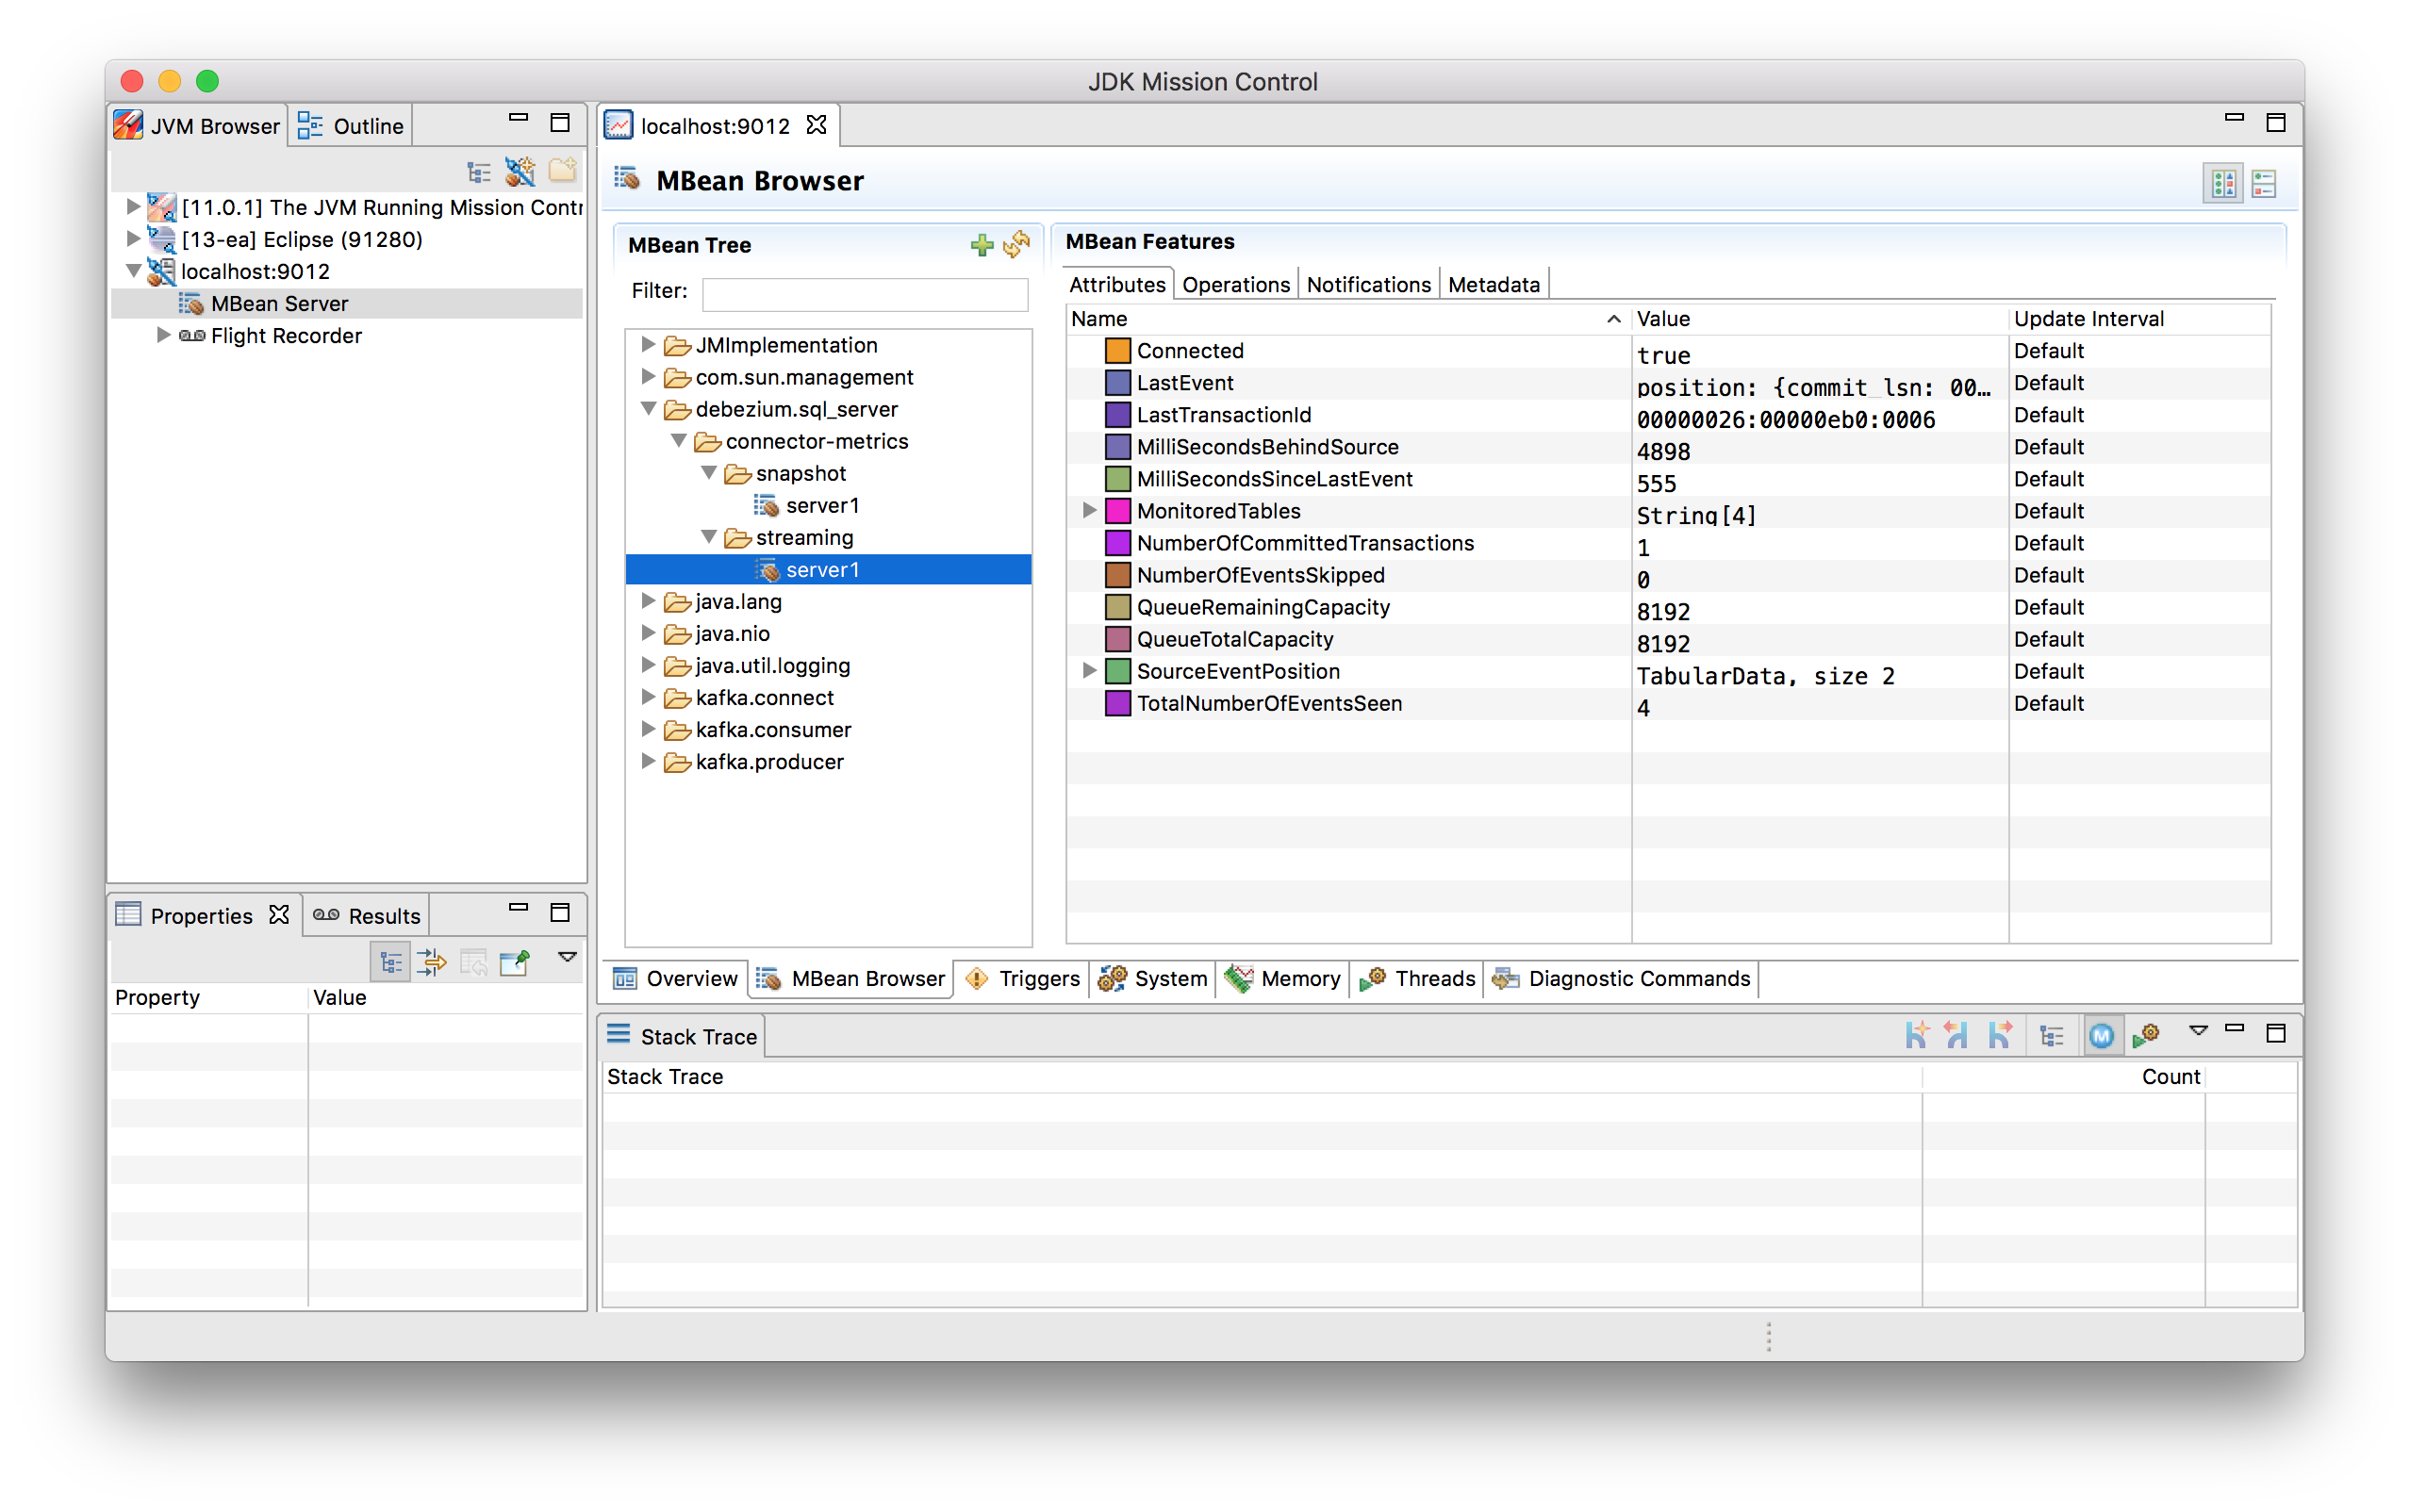 JDK Mission Control
JVM Browser
Outline
[11.0.1] The JVM Running Mission Contr
[13-ea] Eclipse (91280)
localhost:9012
MBean Server
Flight Recorder
localhost:9012
MBean Browser
MBean Tree
Filter:
JMImplementation
com.sun.management
debezium.sql_server
connector-metrics
snapshot
server1
streaming
server1
java.lang
java.nio
java.util.logging
kafka.connect
kafka.consumer
kafka.producer
MBean Features
Attributes Operations Notifications Metadata
Name Value Update Interval
Connected true Default
LastEvent position: {commit_lsn: 00... Default
LastTransactionId 00000026:00000eb0:0006 Default
MilliSecondsBehindSource 4898 Default
MilliSecondsSinceLastEvent 555 Default
MonitoredTables String[4] Default
NumberOfCommittedTransactions 1 Default
NumberOfEventsSkipped 0 Default
QueueRemainingCapacity 8192 Default
QueueTotalCapacity 8192 Default
SourceEventPosition TabularData, size 2 Default
TotalNumberOfEventsSeen 4 Default
Overview MBean Browser Triggers System Memory Threads Diagnostic Commands
Properties Results
Property Value
Stack Trace
M
Stack Trace Count